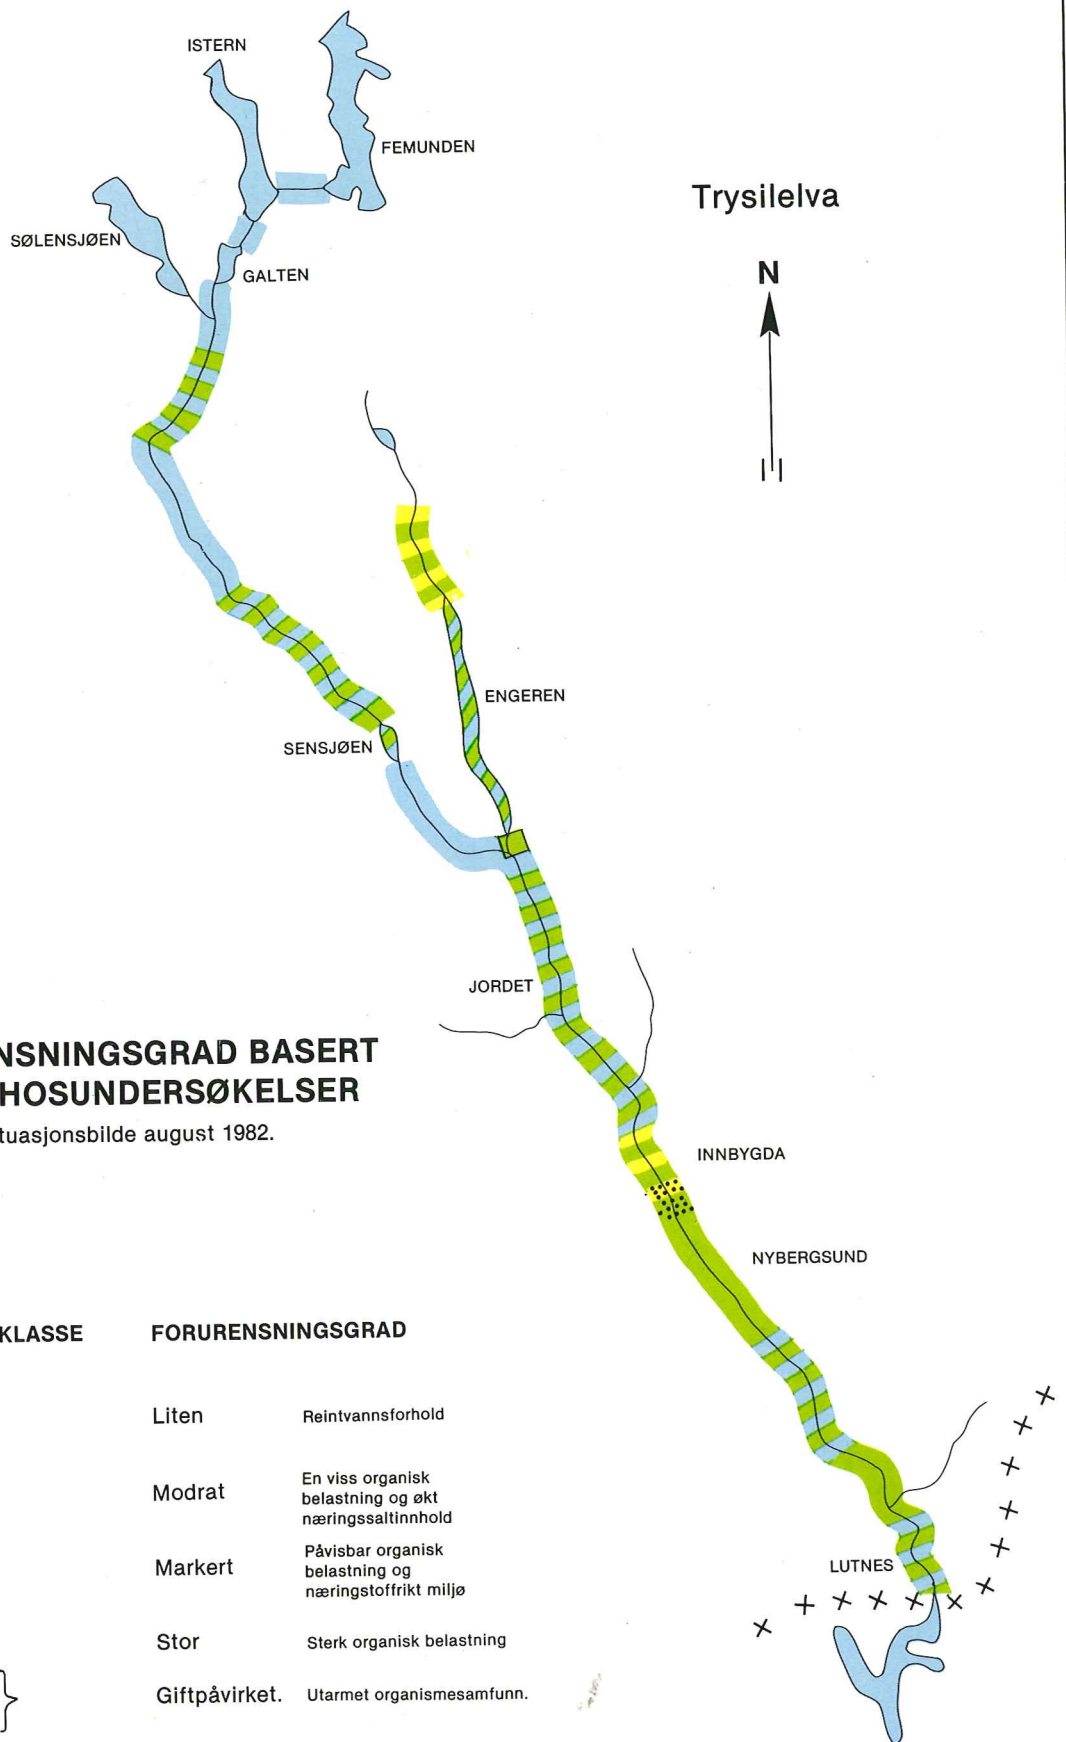 ISTERN
FEMUNDEN
Trysilelva
SØLENSJØEN
GALTEN
N
ENGEREN
SENSJØEN
JORDET
NSNINGSGRAD BASERT
HOSUNDERSØKELSER
tuasjonsbilde august 1982.
INNBYGDA
NYBERGSUND
KLASSE FORURENSNINGSGRAD
Liten Reintvannsforhold
Modrat En viss organisk
belastning og økt
næringssaltinnhold
Markert Påvisbar organisk
belastning og
næringstoffrikt miljø
LUTNES
Stor Sterk organisk belastning
Giftpåvirket. Utarmet organismesamfunn.